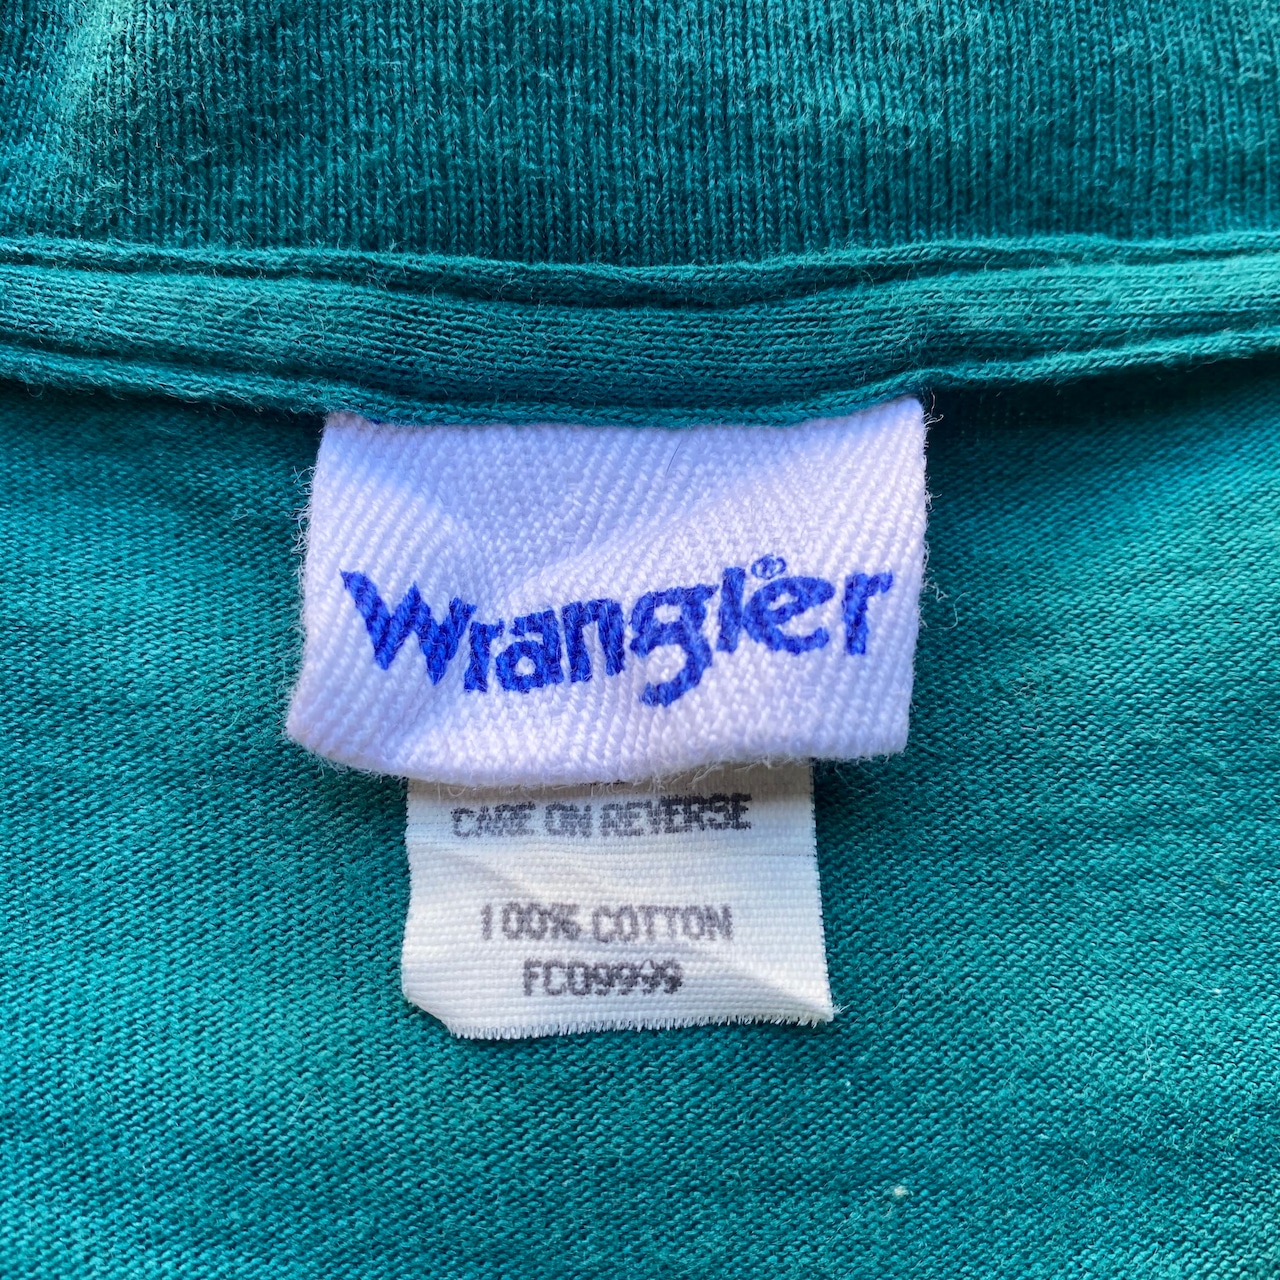 Wrangler®
CARE ON REVERSE
100% COTTON
FC09999